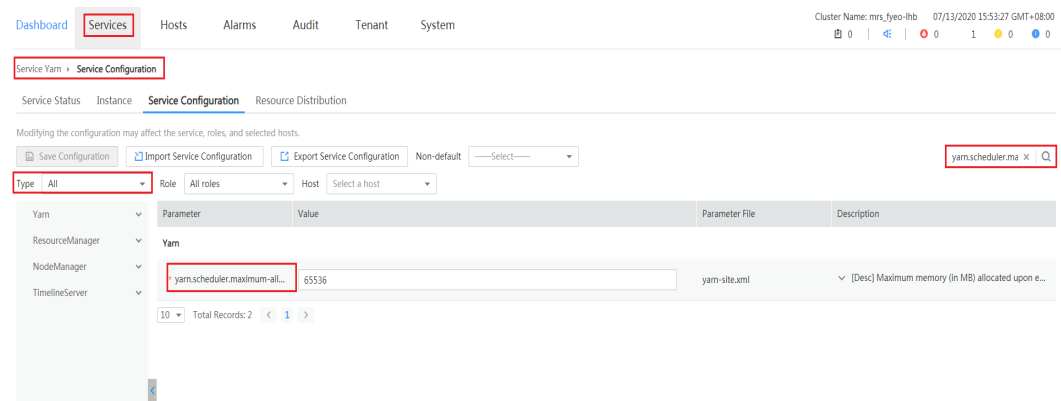 Cluster Name: mrs_fyeo-lhb 07/13/2020 15:53:27 GMT+08:00
Dashboard Services Hosts Alarms Audit Tenant System
0 0 1 0 0
Service Yarn > Service Configuration
Service Status Instance Service Configuration Resource Distribution
Modifying the configuration may affect the service, roles, and selected hosts.
Save Configuration Import Service Configuration Export Service Configuration Non-default ——Select—— yarn.scheduler.ma ×
Type All Role All roles Host Select a host
Yarn Parameter Value Parameter File Description
ResourceManager Yarn
NodeManager * yarn.scheduler.maximum-all... 65536 yarn-site.xml [Desc] Maximum memory (in MB) allocated upon e...
TimelineServer
10 Total Records: 2 < 1 >